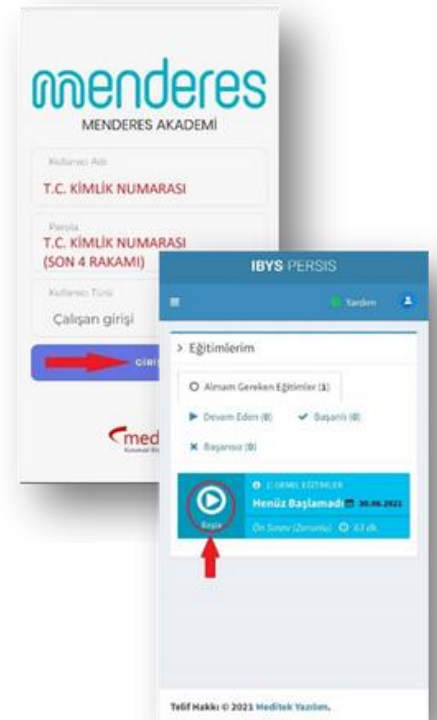 menderes
MENDERES AKADEMİ
Kullanıcı Adı
T.C. KİMLİK NUMARASI
Parola
T.C. KİMLİK NUMARASI
(SON 4 RAKAMI)
Kullanıcı Türü
Çalışan girişi
GİRİŞ
med
IBYS PERSIS
Yardım
> Eğitimlerim
Almam Gereken Eğitimler (1)
Devam Eden (0) Başarılı (0)
Başarısız (0)
1) GENEL EĞİTİMLER
Henüz Başlamadı 30.06.2021
Başla
Ön Sınav (Zorunlu) 63 dk.
Telif Hakkı © 2021 Meditek Yazılım.